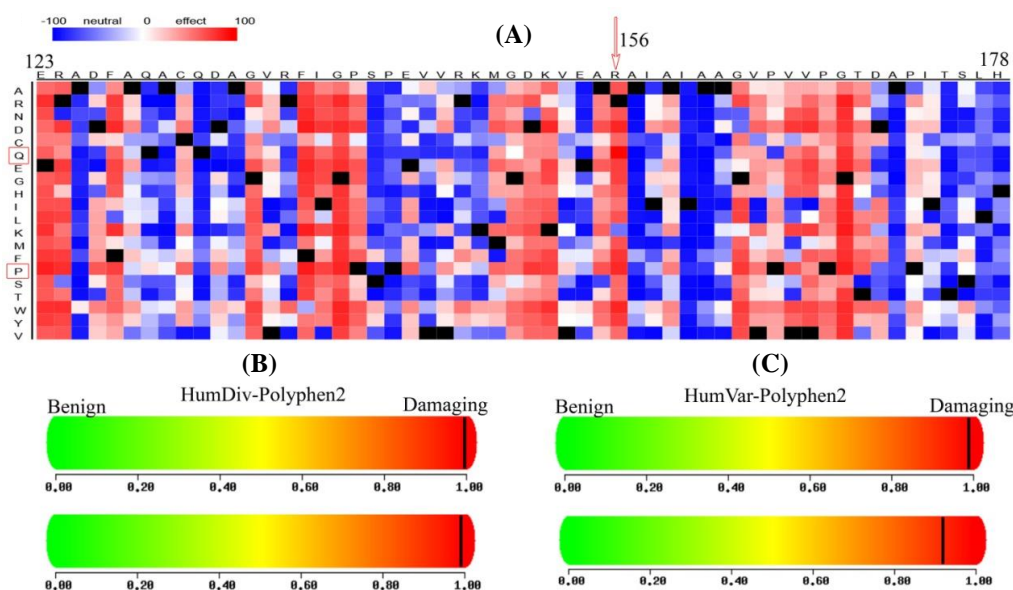 -100 neutral 0 effect 100
(A)
156
123
178
E R A D F A Q A C Q D A G V R F I G P S P E V V R K M G D K V E A R A I A I A A G V P V V P G T D A P I T S L H
A
R
N
D
C
Q
E
G
H
I
L
K
M
F
P
S
T
W
Y
V
(B)
(C)
HumDiv-Polyphen2
Benign
Damaging
0.00 0.20 0.40 0.60 0.80 1.00
0.00 0.20 0.40 0.60 0.80 1.00
HumVar-Polyphen2
Benign
Damaging
0.00 0.20 0.40 0.60 0.80 1.00
0.00 0.20 0.40 0.60 0.80 1.00